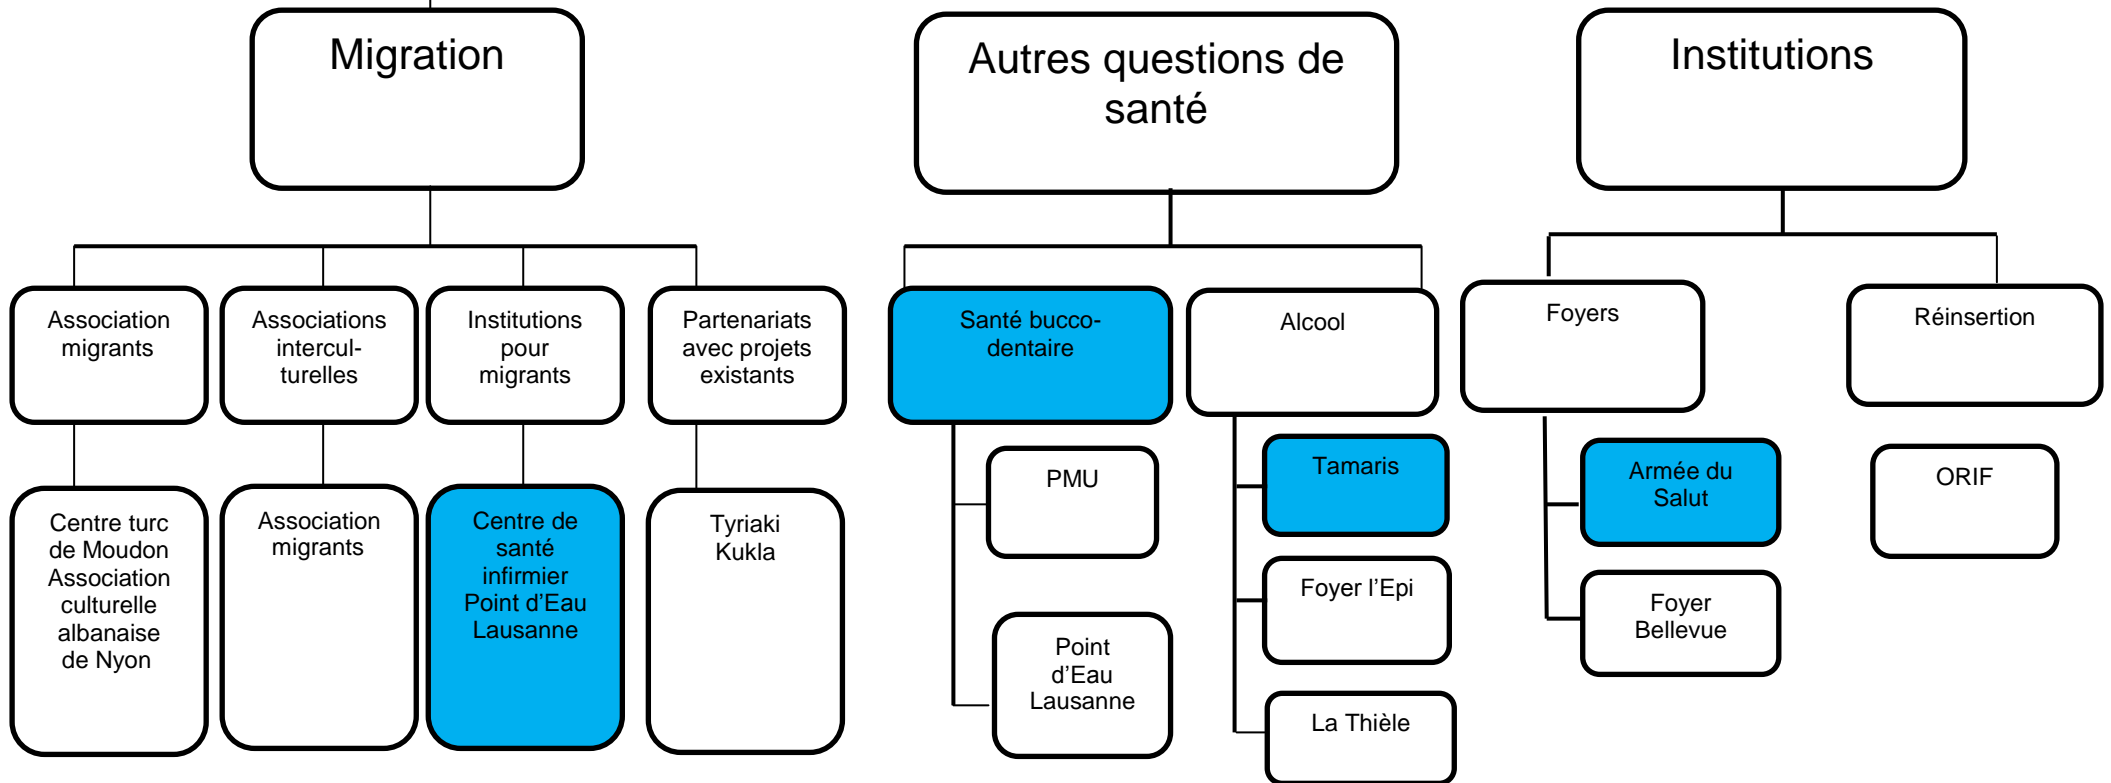 Migration
Autres questions de
santé
Institutions
Association
migrants
Associations
intercul-
turelles
Institutions
pour
migrants
Partenariats
avec projets
existants
Santé bucco-
dentaire
Alcool
Foyers
Réinsertion
Centre turc
de Moudon
Association
culturelle
albanaise
de Nyon
Association
migrants
Centre de
santé
infirmier
Point d’Eau
Lausanne
Tyriaki
Kukla
PMU
Point
d’Eau
Lausanne
Tamaris
Foyer l’Epi
La Thièle
Armée du
Salut
Foyer
Bellevue
ORIF